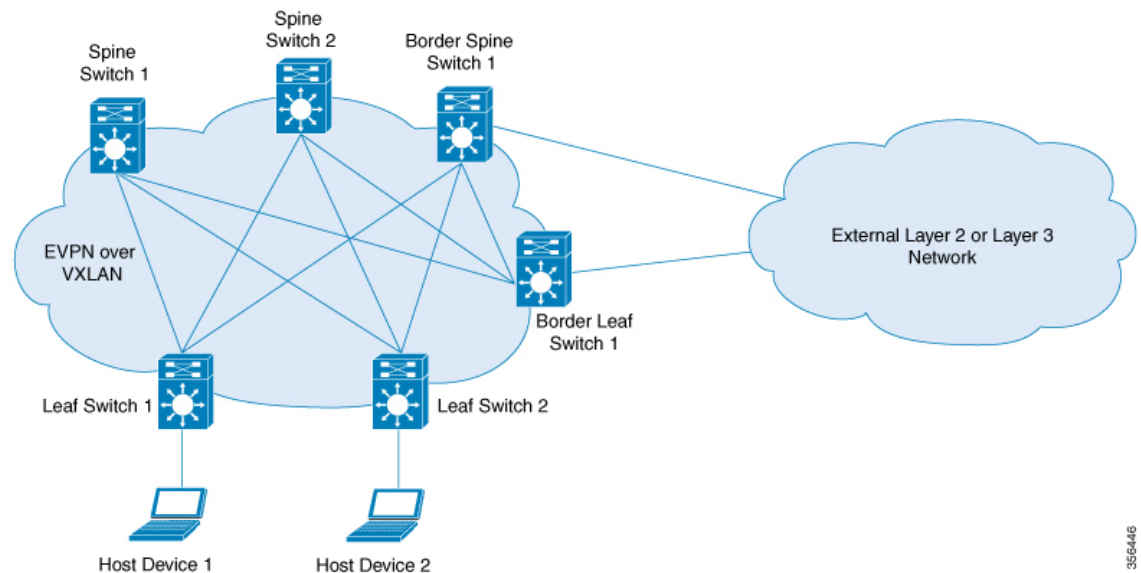 Spine
Switch 2
Spine
Switch 1
Border Spine
Switch 1
EVPN over
VXLAN
External Layer 2 or Layer 3
Network
Border Leaf
Switch 1
Leaf Switch 1
Leaf Switch 2
Host Device 1
Host Device 2
356446